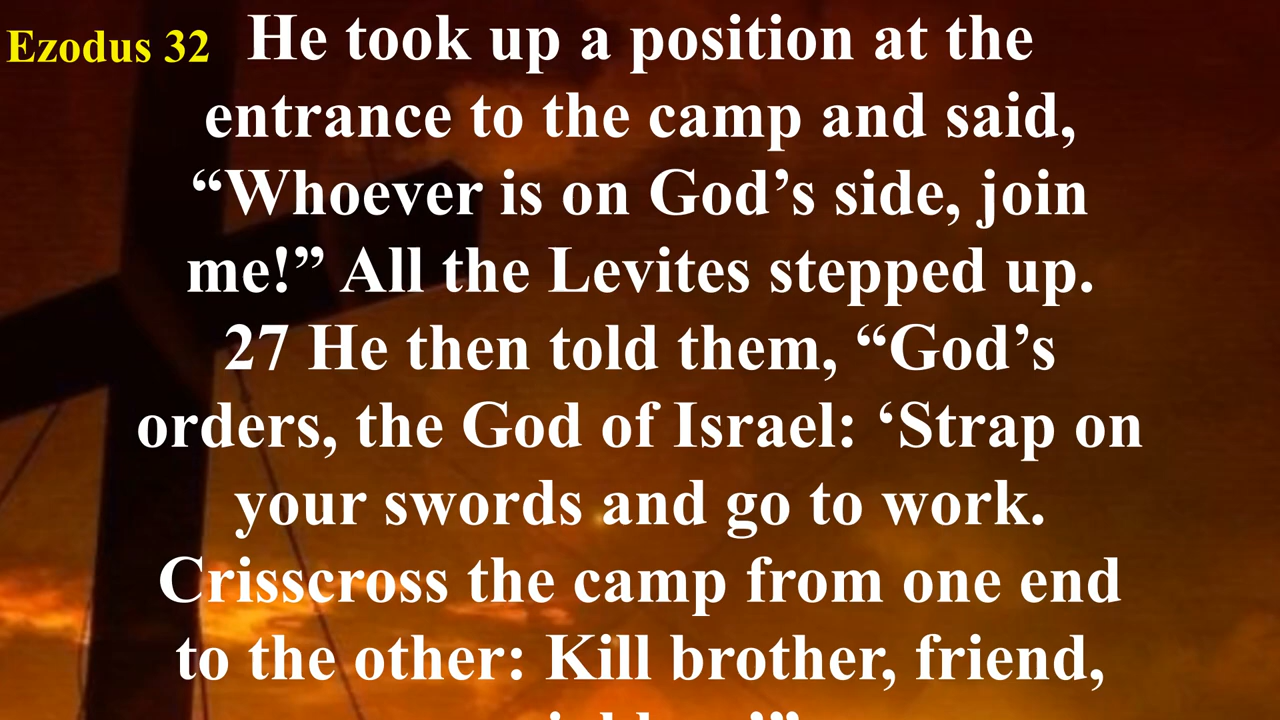 Ezodus 32
He took up a position at the
entrance to the camp and said,
“Whoever is on God’s side, join
me!” All the Levites stepped up.
27 He then told them, “God’s
orders, the God of Israel: ‘Strap on
your swords and go to work.
Crisscross the camp from one end
to the other: Kill brother, friend,